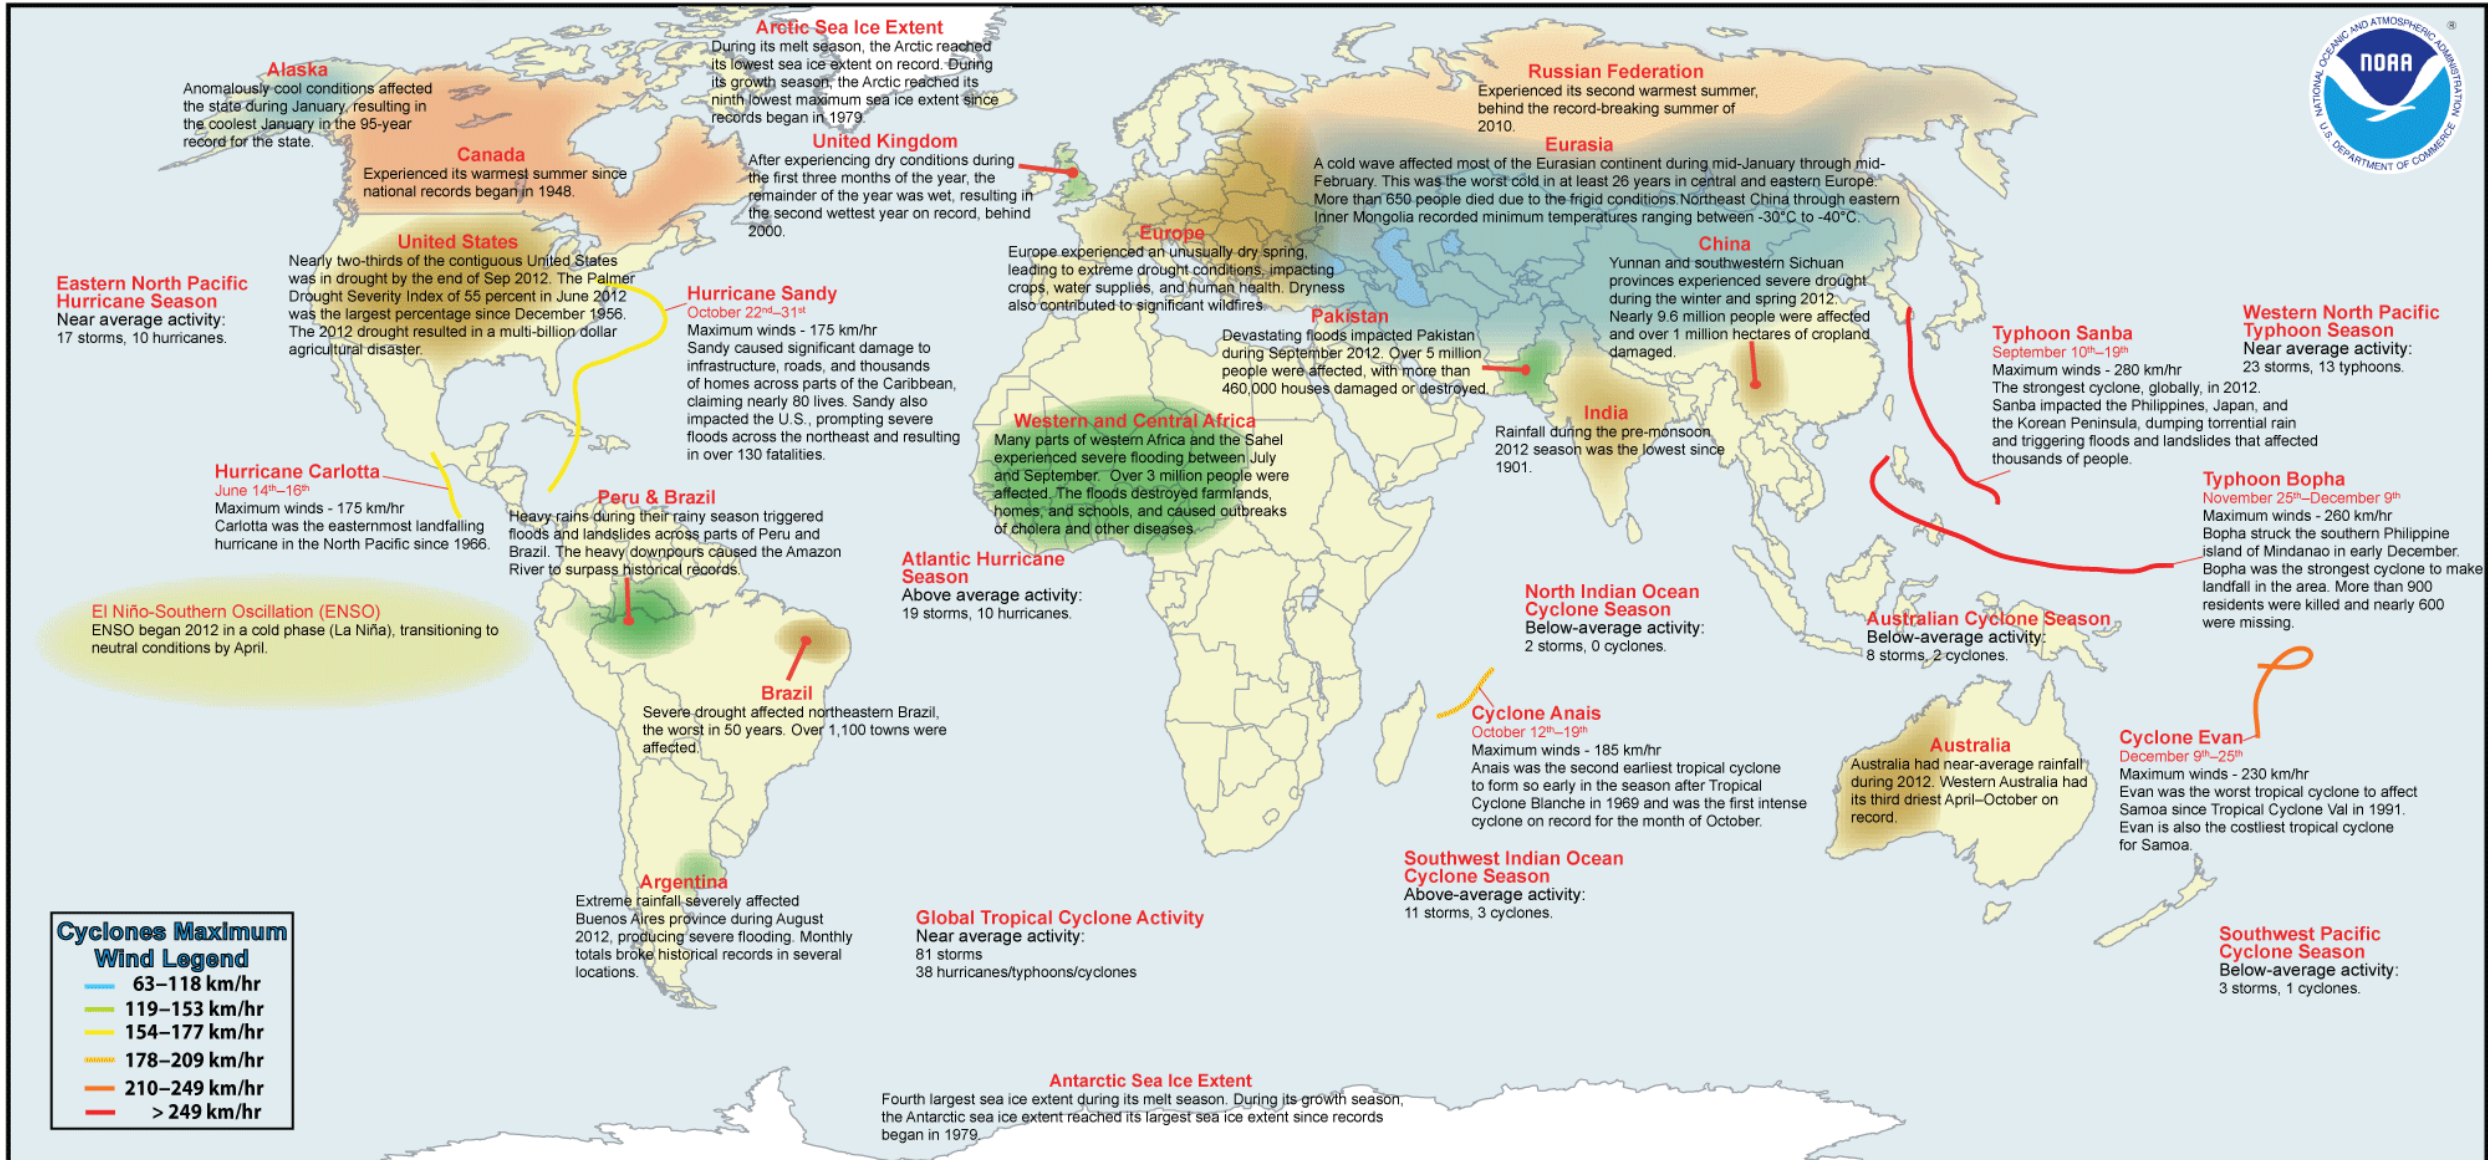 Arctic Sea Ice Extent
During its melt season, the Arctic reached
its lowest sea ice extent on record. During
its growth season, the Arctic reached its
ninth lowest maximum sea ice extent since
records began in 1979.
Alaska
Anomalously cool conditions affected
the state during January, resulting in
the coolest January in the 95-year
record for the state.
Canada
Experienced its warmest summer since
national records began in 1948.
United Kingdom
After experiencing dry conditions during
the first three months of the year, the
remainder of the year was wet, resulting in
the second wettest year on record, behind
2000.
Russian Federation
Experienced its second warmest summer,
behind the record-breaking summer of
2010.
Eurasia
A cold wave affected most of the Eurasian continent during mid-January through mid-
February. This was the worst cold in at least 26 years in central and eastern Europe.
More than 650 people died due to the frigid conditions.Northeast China through eastern
Inner Mongolia recorded minimum temperatures ranging between -30°C to -40°C.
NATIONAL OCEANIC AND ATMOSPHERIC ADMINISTRATION
NOAA
U.S. DEPARTMENT OF COMMERCE
®
United States
Nearly two-thirds of the contiguous United States
was in drought by the end of Sep 2012. The Palmer
Drought Severity Index of 55 percent in June 2012
was the largest percentage since December 1956.
The 2012 drought resulted in a multi-billion dollar
agricultural disaster.
Eastern North Pacific
Hurricane Season
Near average activity:
17 storms, 10 hurricanes.
Hurricane Sandy
October 22nd–31st
Maximum winds - 175 km/hr
Sandy caused significant damage to
infrastructure, roads, and thousands
of homes across parts of the Caribbean,
claiming nearly 80 lives. Sandy also
impacted the U.S., prompting severe
floods across the northeast and resulting
in over 130 fatalities.
Europe
Europe experienced an unusually dry spring,
leading to extreme drought conditions, impacting
crops, water supplies, and human health. Dryness
also contributed to significant wildfires.
China
Yunnan and southwestern Sichuan
provinces experienced severe drought
during the winter and spring 2012.
Nearly 9.6 million people were affected
and over 1 million hectares of cropland
damaged.
Pakistan
Devastating floods impacted Pakistan
during September 2012. Over 5 million
people were affected, with more than
460,000 houses damaged or destroyed.
Typhoon Sanba
September 10th–19th
Maximum winds - 280 km/hr
The strongest cyclone, globally, in 2012.
Sanba impacted the Philippines, Japan, and
the Korean Peninsula, dumping torrential rain
and triggering floods and landslides that affected
thousands of people.
Western North Pacific
Typhoon Season
Near average activity:
23 storms, 13 typhoons.
Western and Central Africa
Many parts of western Africa and the Sahel
experienced severe flooding between July
and September. Over 3 million people were
affected. The floods destroyed farmlands,
homes, and schools, and caused outbreaks
of cholera and other diseases.
India
Rainfall during the pre-monsoon
2012 season was the lowest since
1901.
Hurricane Carlotta
June 14th–16th
Maximum winds - 175 km/hr
Carlotta was the easternmost landfalling
hurricane in the North Pacific since 1966.
Peru & Brazil
Heavy rains during their rainy season triggered
floods and landslides across parts of Peru and
Brazil. The heavy downpours caused the Amazon
River to surpass historical records.
Typhoon Bopha
November 25th–December 9th
Maximum winds - 260 km/hr
Bopha struck the southern Philippine
island of Mindanao in early December.
Bopha was the strongest cyclone to make
landfall in the area. More than 900
residents were killed and nearly 600
were missing.
Atlantic Hurricane
Season
Above average activity:
19 storms, 10 hurricanes.
El Niño-Southern Oscillation (ENSO)
ENSO began 2012 in a cold phase (La Niña), transitioning to
neutral conditions by April.
North Indian Ocean
Cyclone Season
Below-average activity:
2 storms, 0 cyclones.
Australian Cyclone Season
Below-average activity:
8 storms, 2 cyclones.
Brazil
Severe drought affected northeastern Brazil,
the worst in 50 years. Over 1,100 towns were
affected.
Cyclone Anais
October 12th–19th
Maximum winds - 185 km/hr
Anais was the second earliest tropical cyclone
to form so early in the season after Tropical
Cyclone Blanche in 1969 and was the first intense
cyclone on record for the month of October.
Australia
Australia had near-average rainfall
during 2012. Western Australia had
its third driest April–October on
record.
Cyclone Evan
December 9th–25th
Maximum winds - 230 km/hr
Evan was the worst tropical cyclone to affect
Samoa since Tropical Cyclone Val in 1991.
Evan is also the costliest tropical cyclone
for Samoa.
Southwest Indian Ocean
Cyclone Season
Above-average activity:
11 storms, 3 cyclones.
Argentina
Extreme rainfall severely affected
Buenos Aires province during August
2012, producing severe flooding. Monthly
totals broke historical records in several
locations.
Global Tropical Cyclone Activity
Near average activity:
81 storms
38 hurricanes/typhoons/cyclones
Southwest Pacific
Cyclone Season
Below-average activity:
3 storms, 1 cyclones.
Cyclones Maximum
Wind Legend
63–118 km/hr
119–153 km/hr
154–177 km/hr
178–209 km/hr
210–249 km/hr
> 249 km/hr
Antarctic Sea Ice Extent
Fourth largest sea ice extent during its melt season. During its growth season,
the Antarctic sea ice extent reached its largest sea ice extent since records
began in 1979.